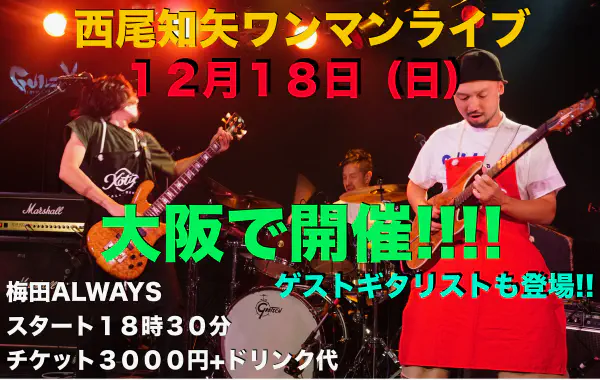 西尾知矢ワンマンライブ
１２月１８日（日）
大阪で開催!!!!
ゲストギタリストも登場!!
梅田ALWAYS
スタート１８時３０分
チケット３０００円+ドリンク代
Marshall
Xotic
Gretsch